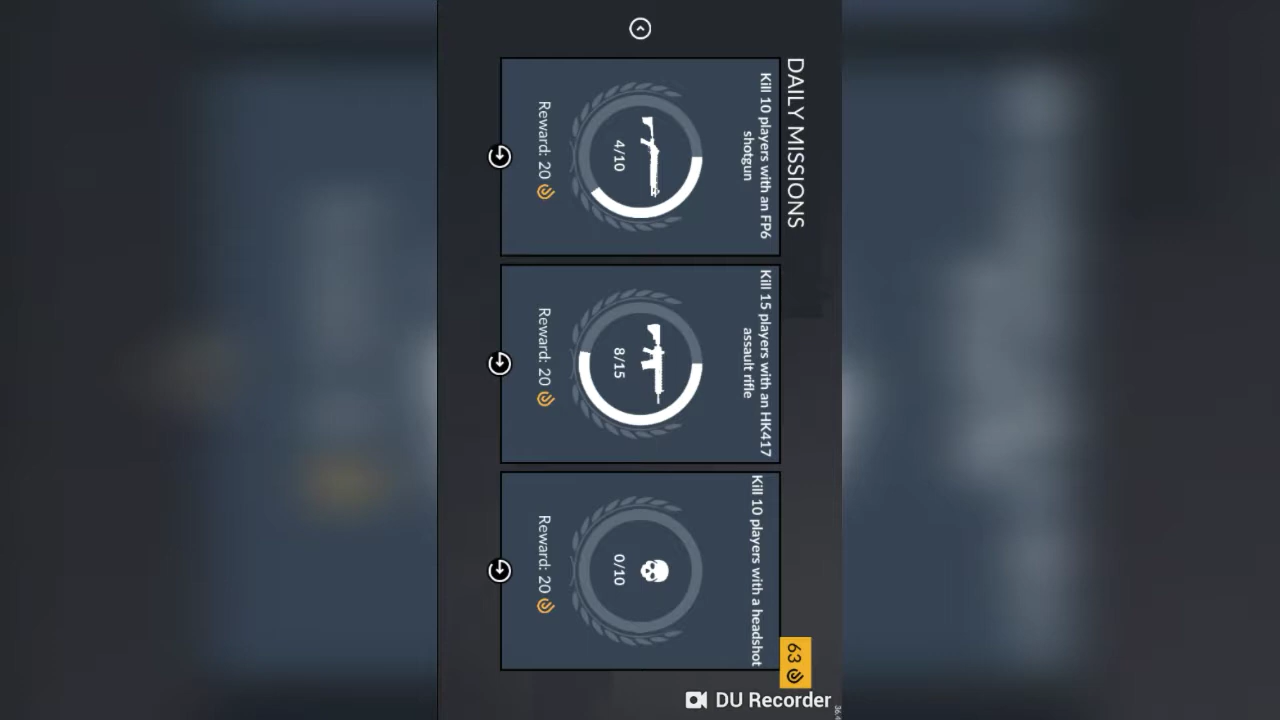 DAILY MISSIONS
Kill 10 players with an FP6
shotgun
4/10
Reward: 20
Kill 15 players with an HK417
assault rifle
8/15
Reward: 20
Kill 10 players with a headshot
0/10
Reward: 20
63
DU Recorder